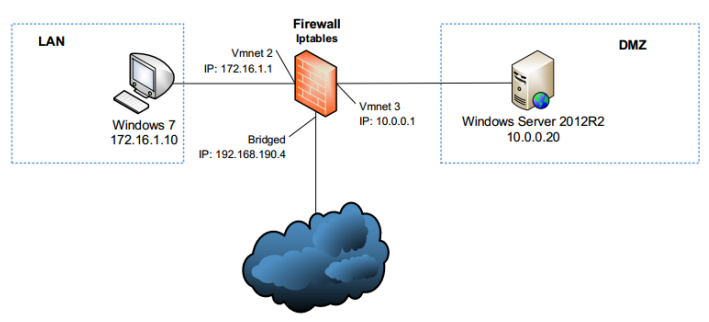 Firewall
Iptables
LAN
DMZ
Vmnet 2
IP: 172.16.1.1
Vmnet 3
IP: 10.0.0.1
Windows 7
172.16.1.10
Windows Server 2012R2
10.0.0.20
Bridged
IP: 192.168.190.4